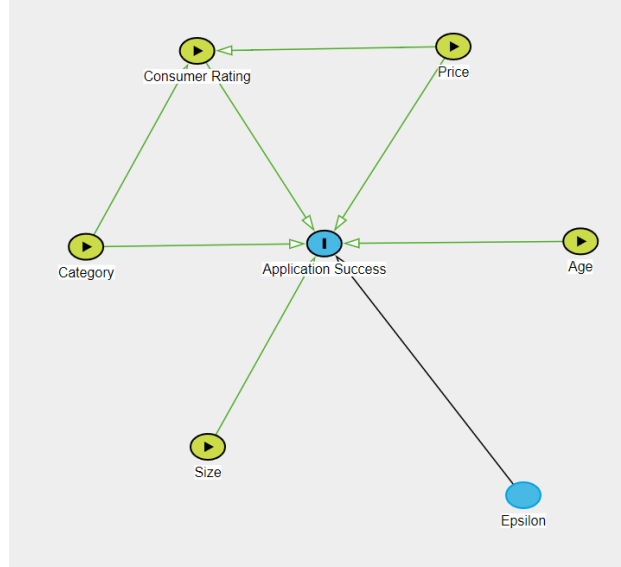 Consumer Rating
Price
Category
Application Success
Age
Size
Epsilon